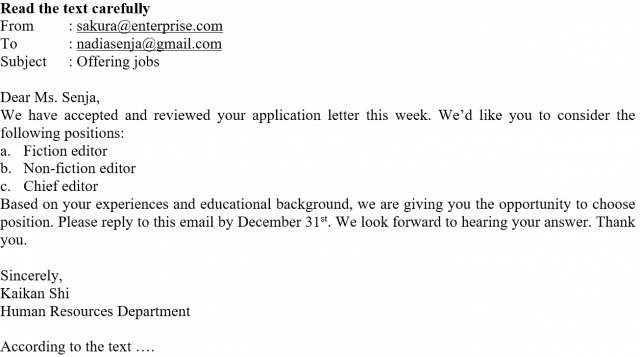 Read the text carefully
From : sakura@enterprise.com
To : nadiasenja@gmail.com
Subject : Offering jobs
Dear Ms. Senja,
We have accepted and reviewed your application letter this week. We'd like you to consider the
following positions:
a. Fiction editor
b. Non-fiction editor
c. Chief editor
Based on your experiences and educational background, we are giving you the opportunity to choose
position. Please reply to this email by December 31st. We look forward to hearing your answer. Thank
you.
Sincerely,
Kaikan Shi
Human Resources Department
According to the text ….